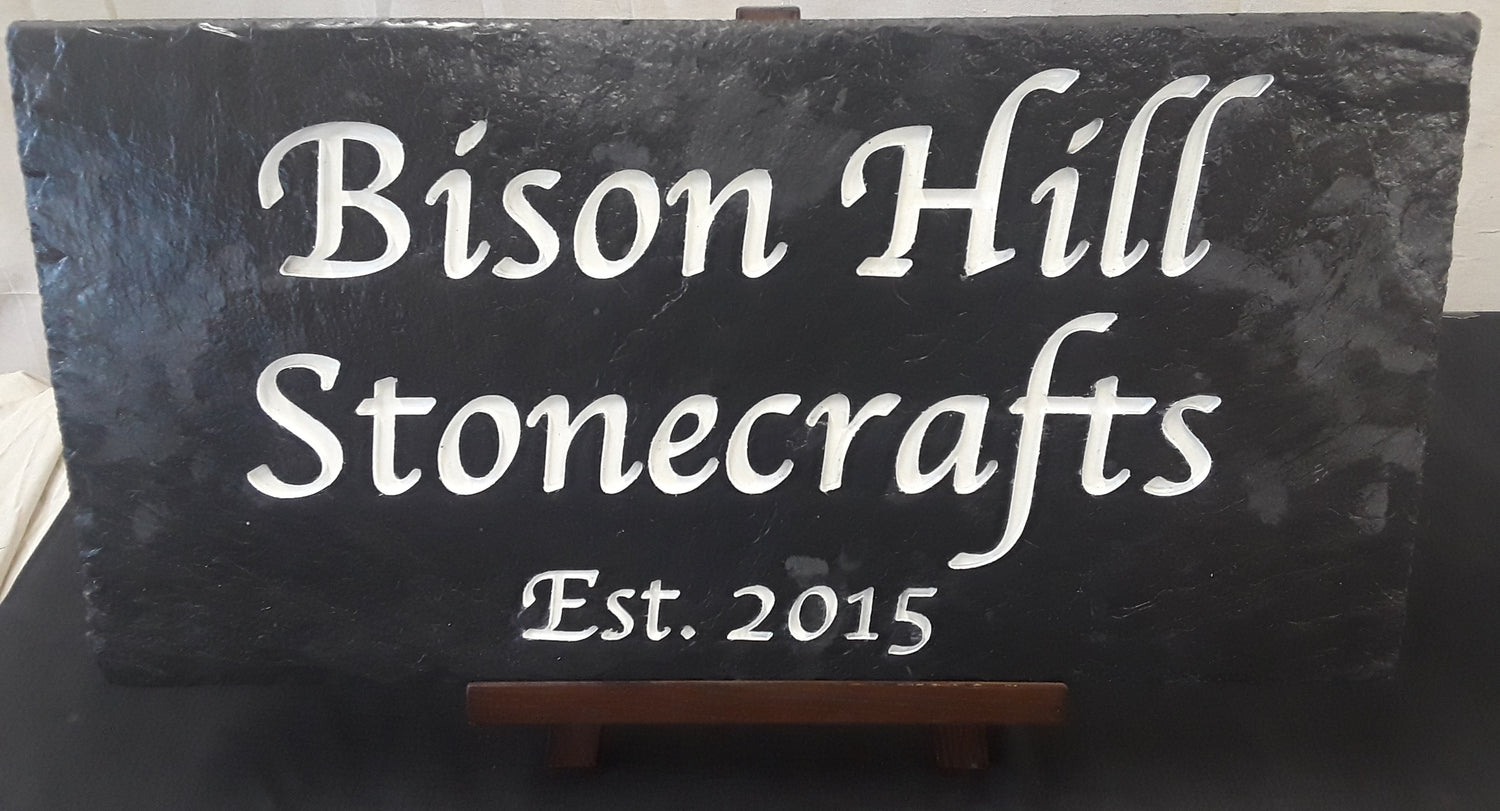 Bison Hill
Stonecrafts
Est. 2015